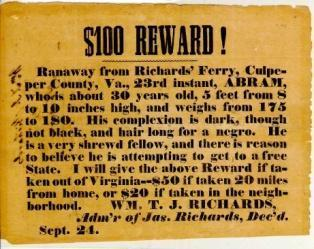 $100 REWARD!
Ranaway from Richards' Ferry, Culpe-
per County, Va., 23rd instant, ABRAM,
who is about 30 years old, 5 feet from 8
to 10 inches high, and weighs from 175
to 180. His complexion is dark, though
not black, and hair long for a negro. He
is a very shrewd fellow, and there is reason
to believe he is attempting to get to a free
State. I will give the above Reward if ta-
ken out of Virginia--$50 if taken 20 miles
from home, or $20 if taken in the neigh-
borhood. WM. T. J. RICHARDS,
Adm'r of Jas. Richards, Dec'd.
Sept. 24.